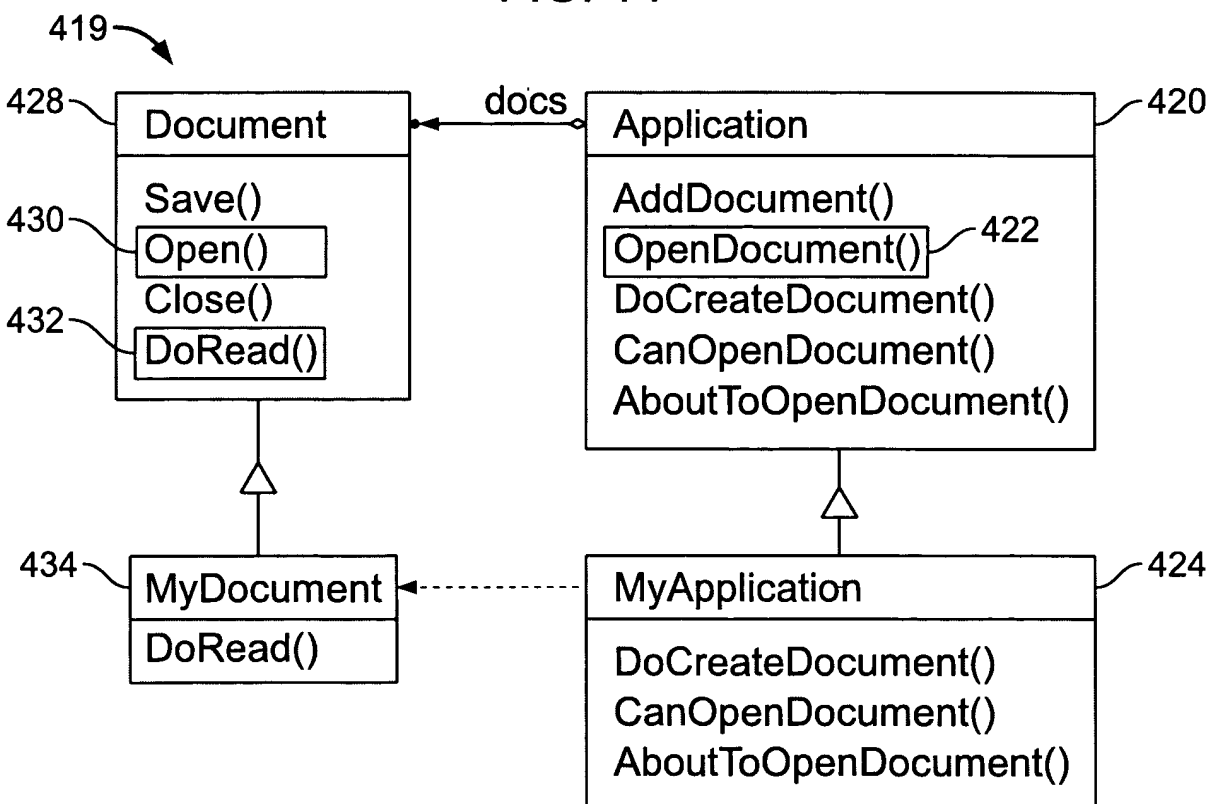 419
428
Document
docs
Application
420
Save()
430
Open()
Close()
432
DoRead()
AddDocument()
OpenDocument()
422
DoCreateDocument()
CanOpenDocument()
AboutToOpenDocument()
434
MyDocument
DoRead()
MyApplication
424
DoCreateDocument()
CanOpenDocument()
AboutToOpenDocument()